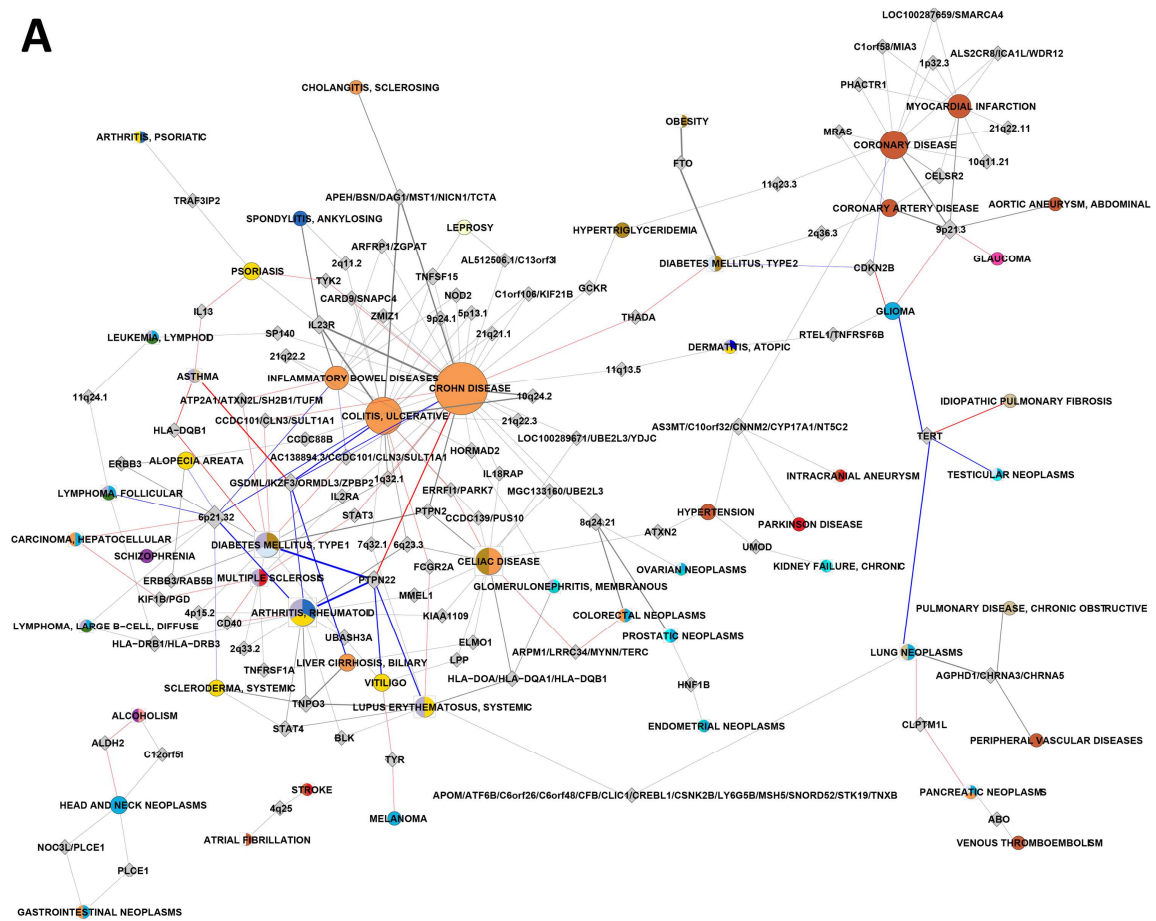 A
LOC100287659/SMARCA4
C1orf58/MIA3
ALS2CR8/ICA1L/WDR12
1p32.3
CHOLANGITIS, SCLEROSING
PHACTR1
MYOCARDIAL INFARCTION
OBESITY
21q22.11
ARTHRITIS, PSORIATIC
MRAS
CORONARY DISEASE
FTO
10q11.21
CELSR2
11q23.3
TRAF3IP2
APEH/BSN/DAG1/MST1/NICN1/TCTA
CORONARY ARTERY DISEASE
AORTIC ANEURYSM, ABDOMINAL
SPONDYLITIS, ANKYLOSING
LEPROSY
HYPERTRIGLYCERIDEMIA
2q36.3
9p21.3
ARFRP1/ZGPAT
2q11.2
AL512506.1/C13orf3l
DIABETES MELLITUS, TYPE2
GLAUCOMA
PSORIASIS
TYK2
TNFSF15
CDKN2B
GCKR
NOD2
C1orf106/KIF21B
CARD9/SNAPC4
IL13
ZMIZ1
9p24.1
5p13.1
THADA
GLIOMA
IL23R
LEUKEMIA, LYMPHOD
SP140
21q21.1
RTEL1/TNFRSF6B
DERMATITIS, ATOPIC
21q22.2
11q13.5
ASTHMA
INFLAMMATORY BOWEL DISEASES
CROHN DISEASE
11q24.1
ATP2A1/ATXN2L/SH2B1/TUFM
10q24.2
IDIOPATHIC PULMONARY FIBROSIS
COLITIS, ULCERATIVE
CCDC101/CLN3/SULT1A1
21q22.3
HLA-DQB1
AS3MT/C10orf32/CNNM2/CYP17A1/NT5C2
TERT
CCDC88B
LOC100289671/UBE2L3/YDJC
HORMAD2
ERBB3
ALOPECIA AREATA
AC138894.3/CCDC101/CLN3/SULT1A1
IL18RAP
INTRACRANIAL ANEURYSM
TESTICULAR NEOPLASMS
GSDML/IKZF3/ORMDL3/ZPBP2
1q32.1
LYMPHOMA, FOLLICULAR
IL2RA
ERRFI1/PARK7
MGC133160/UBE2L3
6p21.32
STAT3
PTPN2
CCDC139/PUS10
8q24.21
HYPERTENSION
PARKINSON DISEASE
CARCINOMA, HEPATOCELLULAR
DIABETES MELLITUS, TYPE1
7q32.1
6q23.3
ATXN2
UMOD
SCHIZOPHRENIA
CELIAC DISEASE
FCGR2A
OVARIAN NEOPLASMS
KIDNEY FAILURE, CHRONIC
ERBB3/RAB5B
MULTIPLE SCLEROSIS
PTPN22
GLOMERULONEPHRITIS, MEMBRANOUS
KIF1B/PGD
MMEL1
4p15.2
ARTHRITIS, RHEUMATOID
KIAA1109
COLORECTAL NEOPLASMS
PULMONARY DISEASE, CHRONIC OBSTRUCTIVE
LYMPHOMA, LARGE B-CELL, DIFFUSE
CD40
UBASH3A
PROSTATIC NEOPLASMS
HLA-DRB1/HLA-DRB3
2q33.2
ELMO1
ARPM1/LRRC34/MYNN/TERC
LUNG NEOPLASMS
TNFRSF1A
LIVER CIRRHOSIS, BILIARY
LPP
AGPHD1/CHRNA3/CHRNA5
SCLERODERMA, SYSTEMIC
VITILIGO
HLA-DOA/HLA-DQA1/HLA-DQB1
HNF1B
TNPO3
LUPUS ERYTHEMATOSUS, SYSTEMIC
ALCOHOLISM
STAT4
BLK
ENDOMETRIAL NEOPLASMS
CLPTM1L
ALDH2
C12orf51
PERIPHERAL VASCULAR DISEASES
TYR
STROKE
APOM/ATF6B/C6orf26/C6orf48/CFB/CLIC1/CREBL1/CSNK2B/LY6G5B/MSH5/SNORD52/STK19/TNXB
PANCREATIC NEOPLASMS
HEAD AND NECK NEOPLASMS
4q25
MELANOMA
ABO
ATRIAL FIBRILLATION
VENOUS THROMBOEMBOLISM
NOC3L/PLCE1
PLCE1
GASTROINTESTINAL NEOPLASMS